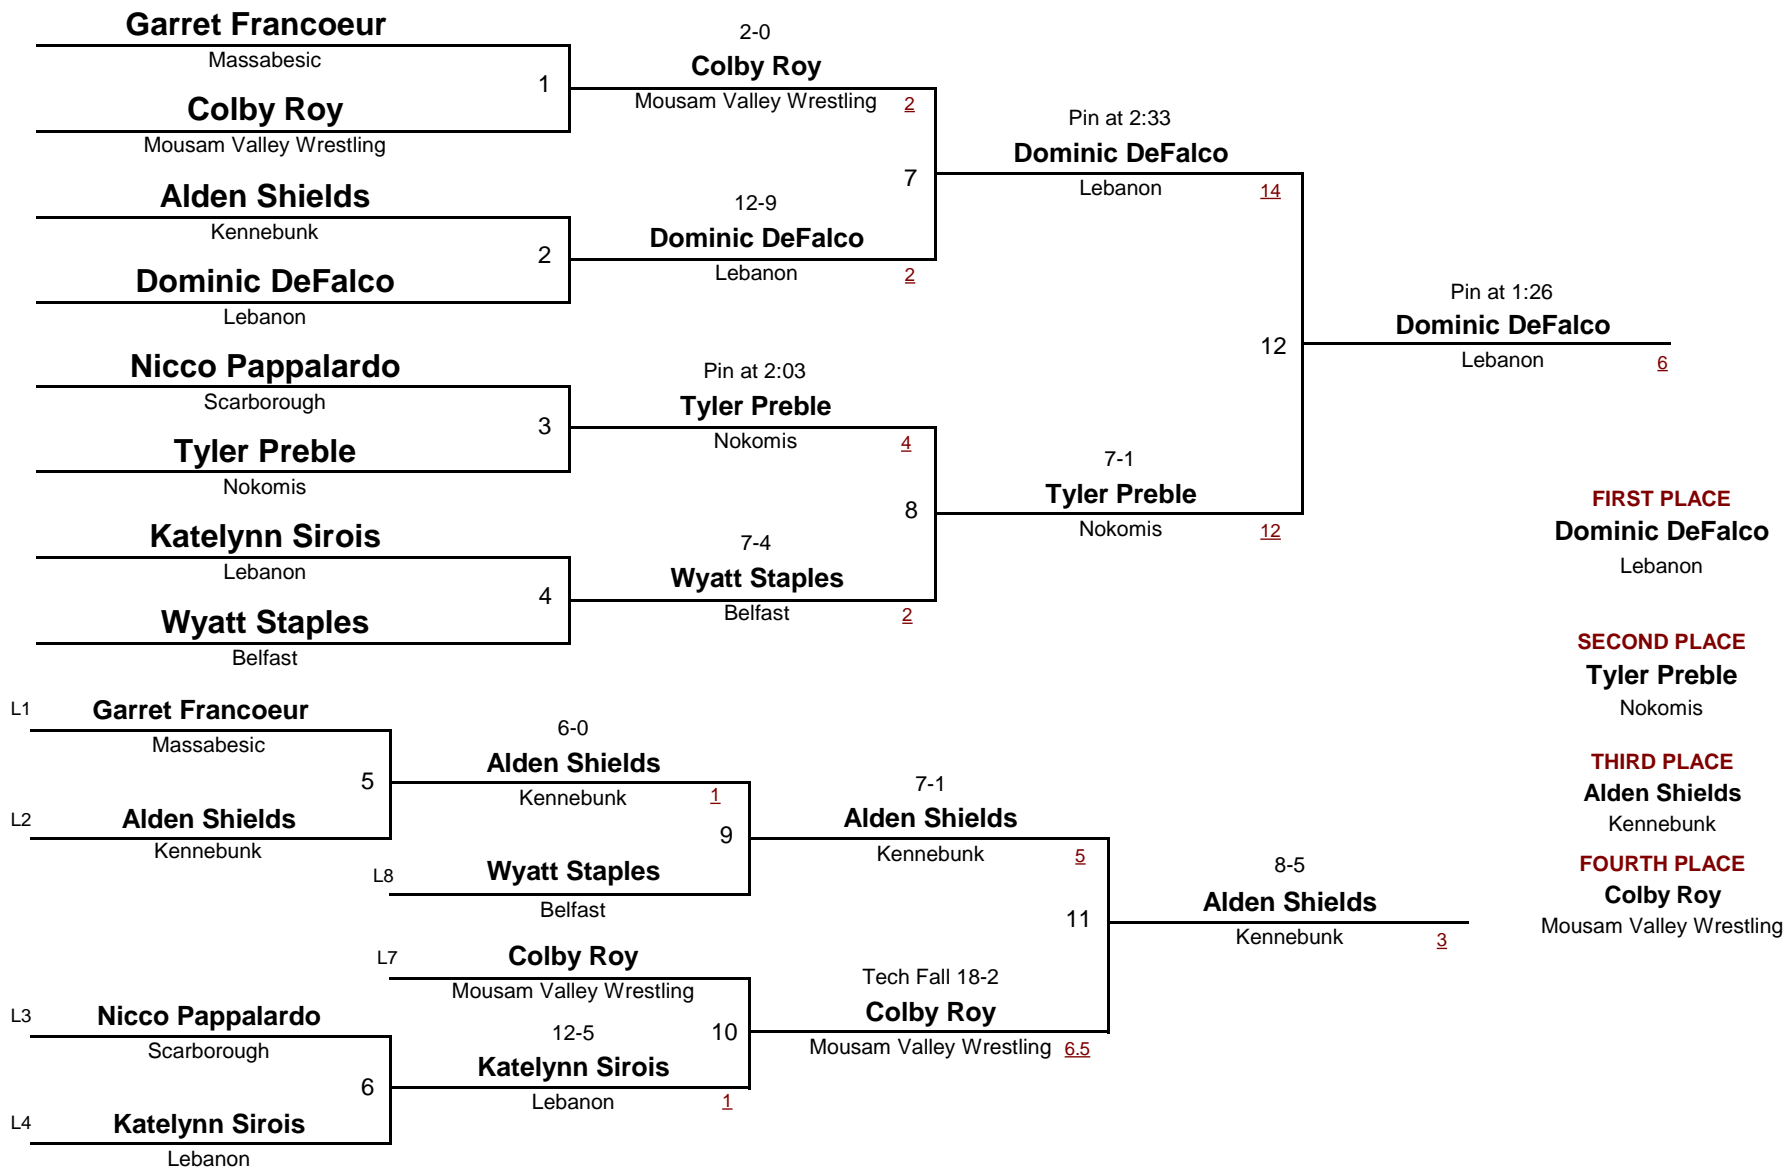 Garret Francoeur
Massabesic
1
Colby Roy
Mousam Valley Wrestling
2-0
Colby Roy
Mousam Valley Wrestling 2
Alden Shields
Kennebunk
2
Dominic DeFalco
Lebanon
12-9
Dominic DeFalco
Lebanon 2
7
Pin at 2:33
Dominic DeFalco
Lebanon 14
Nicco Pappalardo
Scarborough
3
Tyler Preble
Nokomis
Pin at 2:03
Tyler Preble
Nokomis 4
Katelynn Sirois
Lebanon
4
Wyatt Staples
Belfast
7-4
Wyatt Staples
Belfast 2
8
7-1
Tyler Preble
Nokomis 12
12
Pin at 1:26
Dominic DeFalco
Lebanon 6
FIRST PLACE
Dominic DeFalco
Lebanon
SECOND PLACE
Tyler Preble
Nokomis
THIRD PLACE
Alden Shields
Kennebunk
FOURTH PLACE
Colby Roy
Mousam Valley Wrestling
L1 Garret Francoeur
Massabesic
5
L2 Alden Shields
Kennebunk
6-0
Alden Shields
Kennebunk 1
9
L8 Wyatt Staples
Belfast
7-1
Alden Shields
Kennebunk 5
L7 Colby Roy
Mousam Valley Wrestling
L3 Nicco Pappalardo
Scarborough
6
L4 Katelynn Sirois
Lebanon
12-5
Katelynn Sirois
Lebanon 1
10
Tech Fall 18-2
Colby Roy
Mousam Valley Wrestling 6.5
11
8-5
Alden Shields
Kennebunk 3